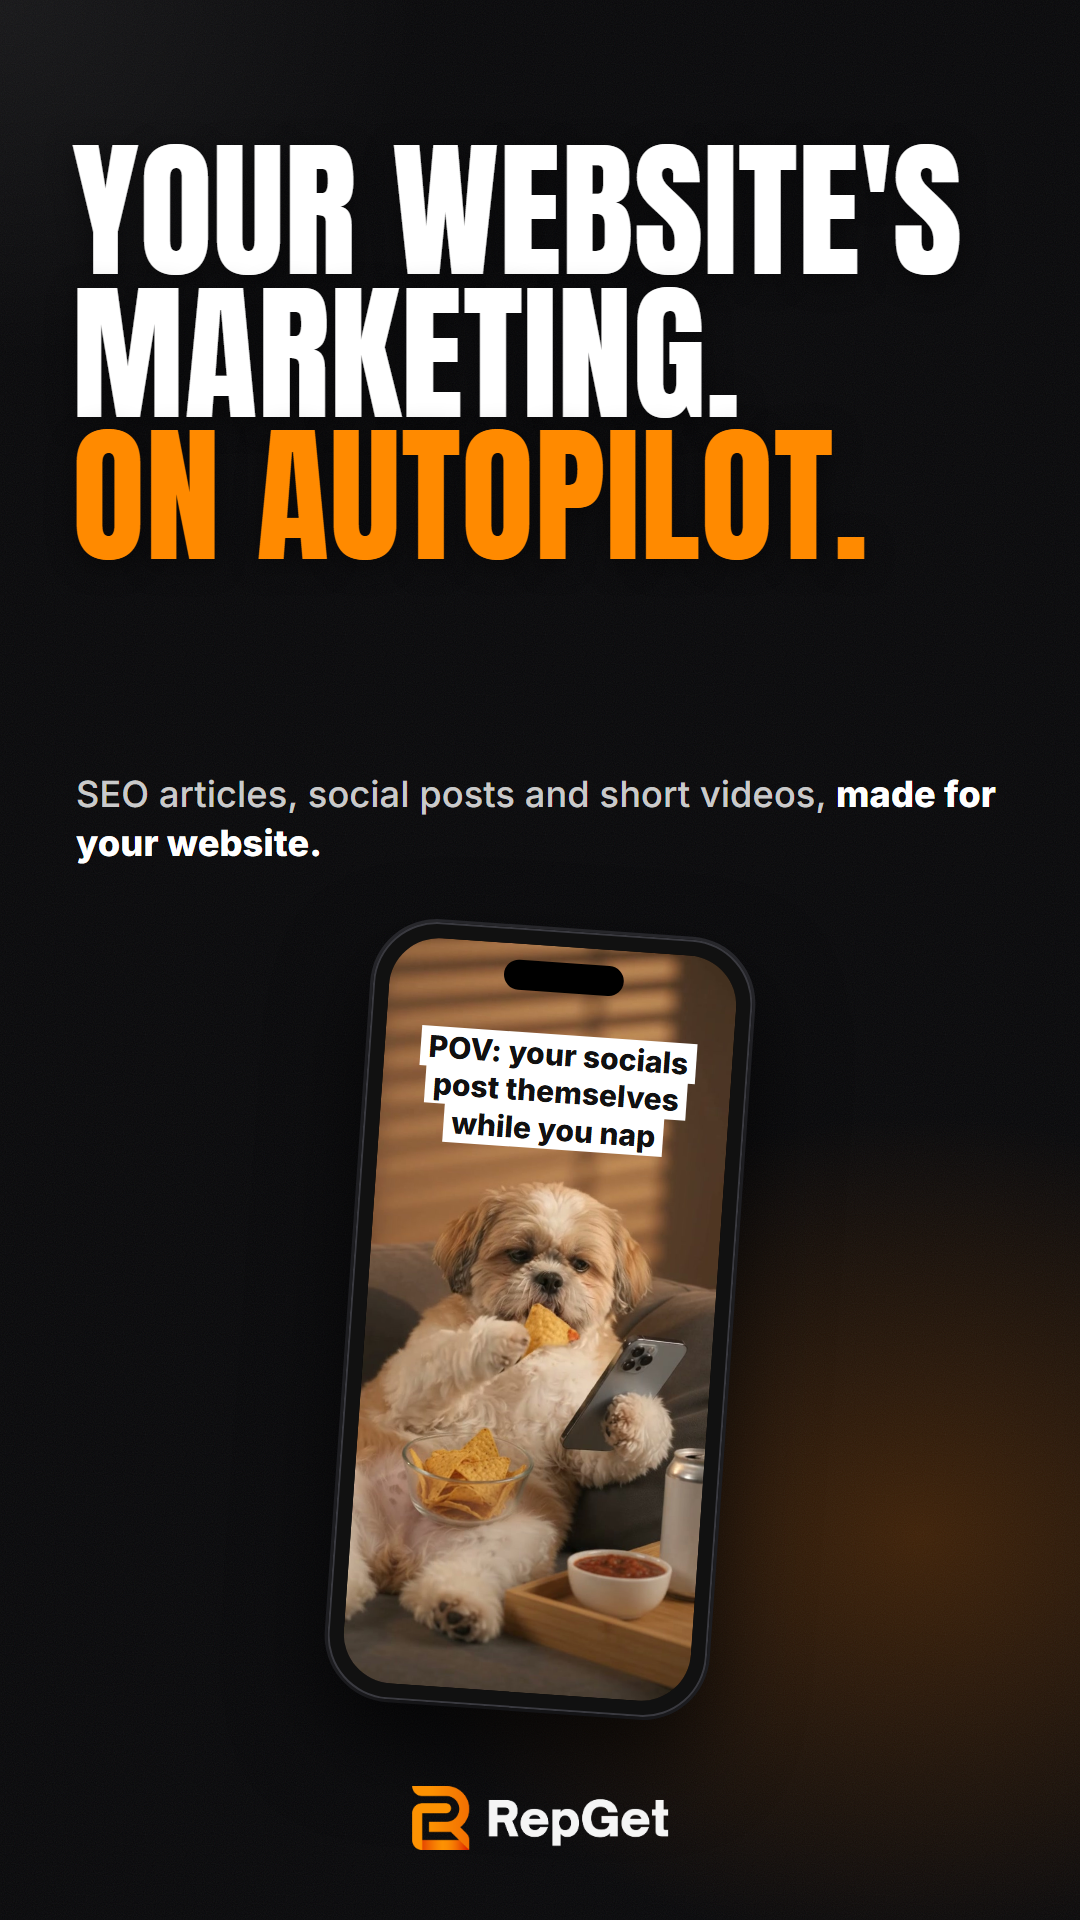 YOUR WEBSITE'S
MARKETING.
ON AUTOPILOT.
SEO articles, social posts and short videos, made for
your website.
POV: your socials
post themselves
while you nap
RepGet